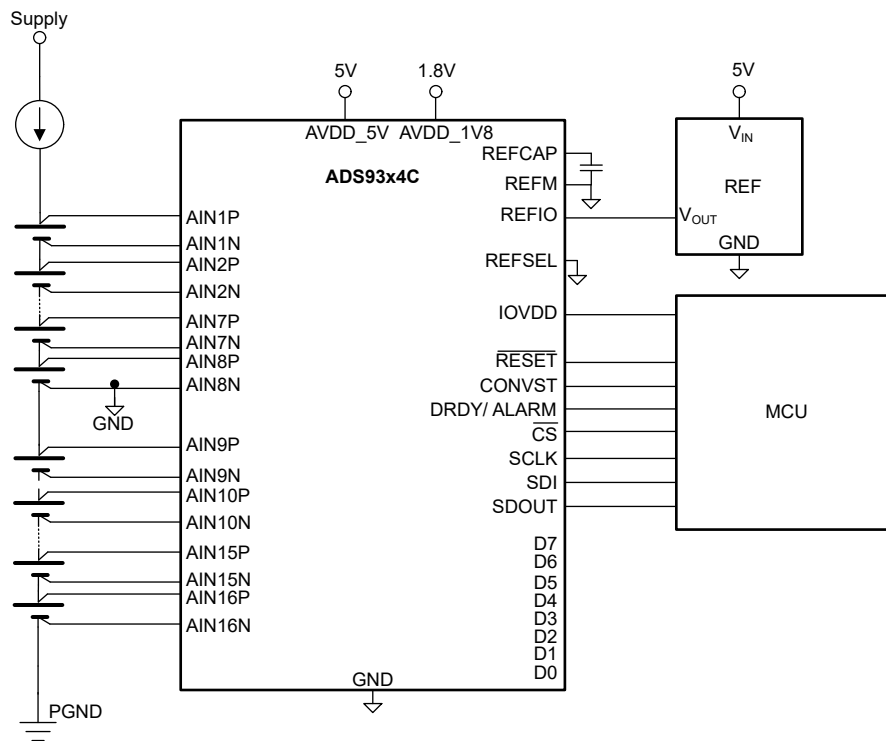 Supply
5V
1.8V
5V
AVDD_5V AVDD_1V8
ADS93x4C
REFCAP
REFM
REFIO
REFSEL
VIN
REF
VOUT
GND
AIN1P
AIN1N
AIN2P
AIN2N
AIN7P
AIN7N
AIN8P
AIN8N
GND
AIN9P
AIN9N
AIN10P
AIN10N
AIN15P
AIN15N
AIN16P
AIN16N
IOVDD
RESET
CONVST
DRDY/ ALARM
CS
SCLK
SDI
SDOUT
MCU
D7
D6
D5
D4
D3
D2
D1
D0
GND
PGND